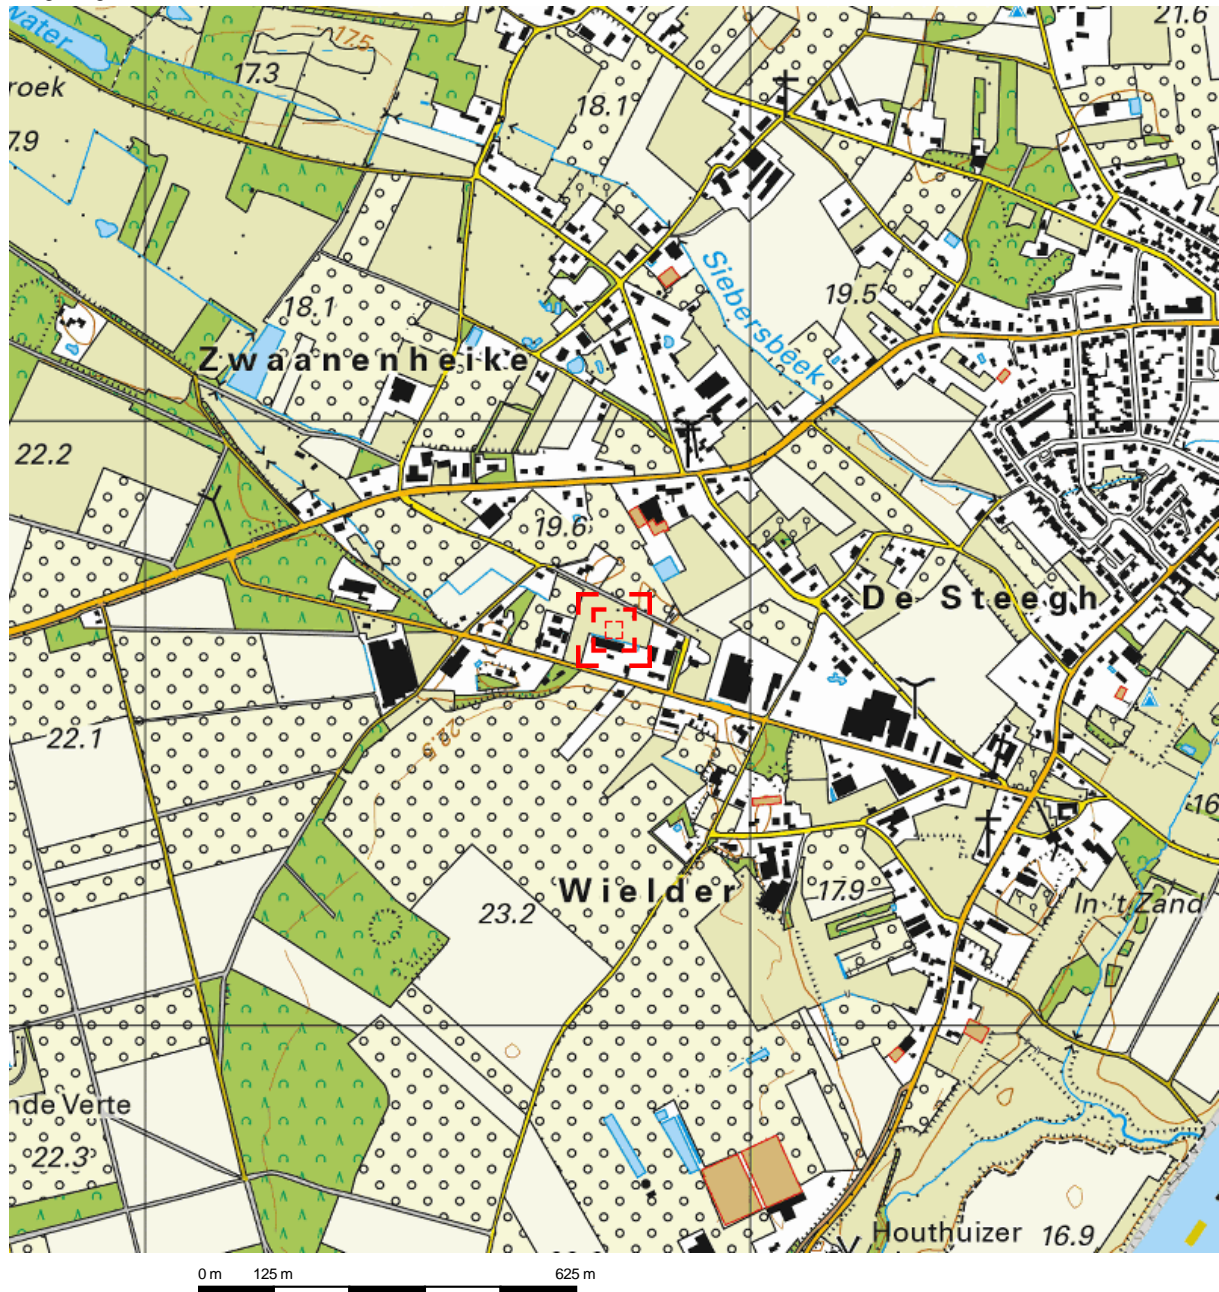 21.6
water
175
17.3
roek
18.1
7.9
Siebersbeek
19.5
18.1
Zwaanenheike
22.2
19.6
De Steegh
22.1
22.5
16
Wielder
17.9
23.2
In 't Zand
nde Verte
22.3
Houthuizer 16.9
0 m 125 m 625 m